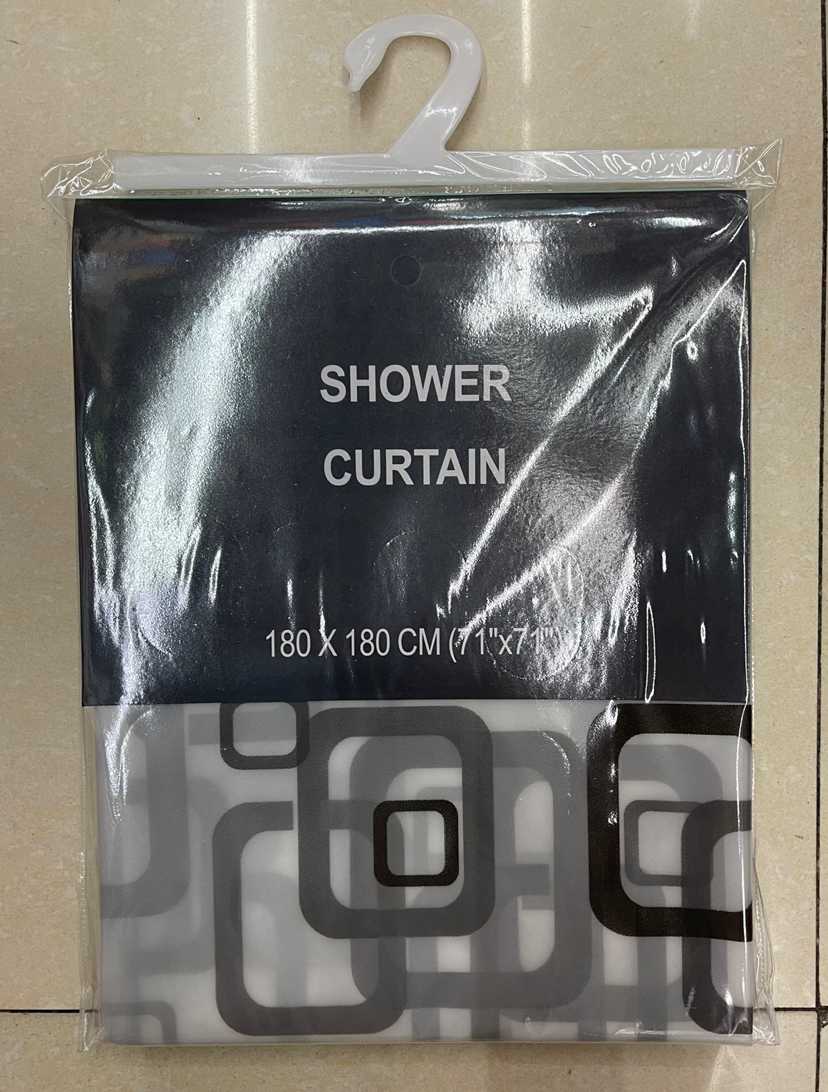 SHOWER
CURTAIN
180 X 180 CM (71"x71")